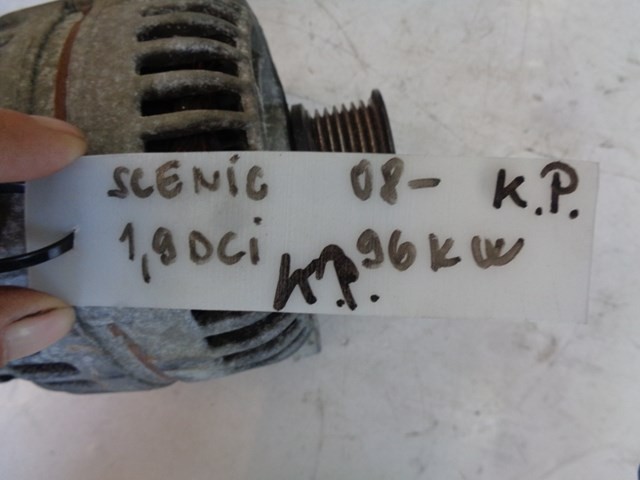 SCENiC 08- K.P.
1,9DCi 96KW
K.P.